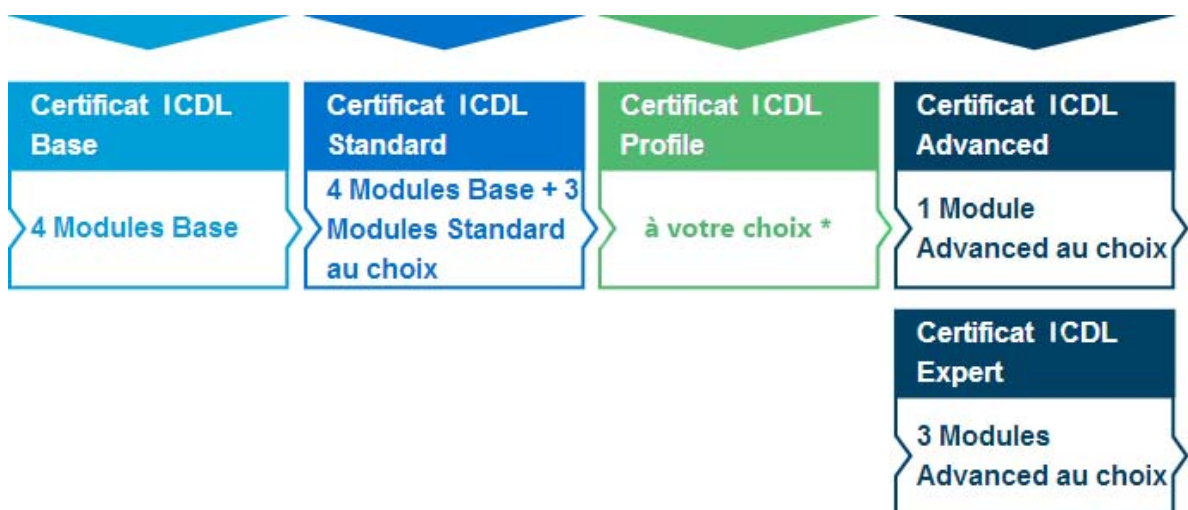 Certificat ICDL
Base
4 Modules Base
Certificat ICDL
Standard
4 Modules Base + 3
Modules Standard
au choix
Certificat ICDL
Profile
à votre choix *
Certificat ICDL
Advanced
1 Module
Advanced au choix
Certificat ICDL
Expert
3 Modules
Advanced au choix